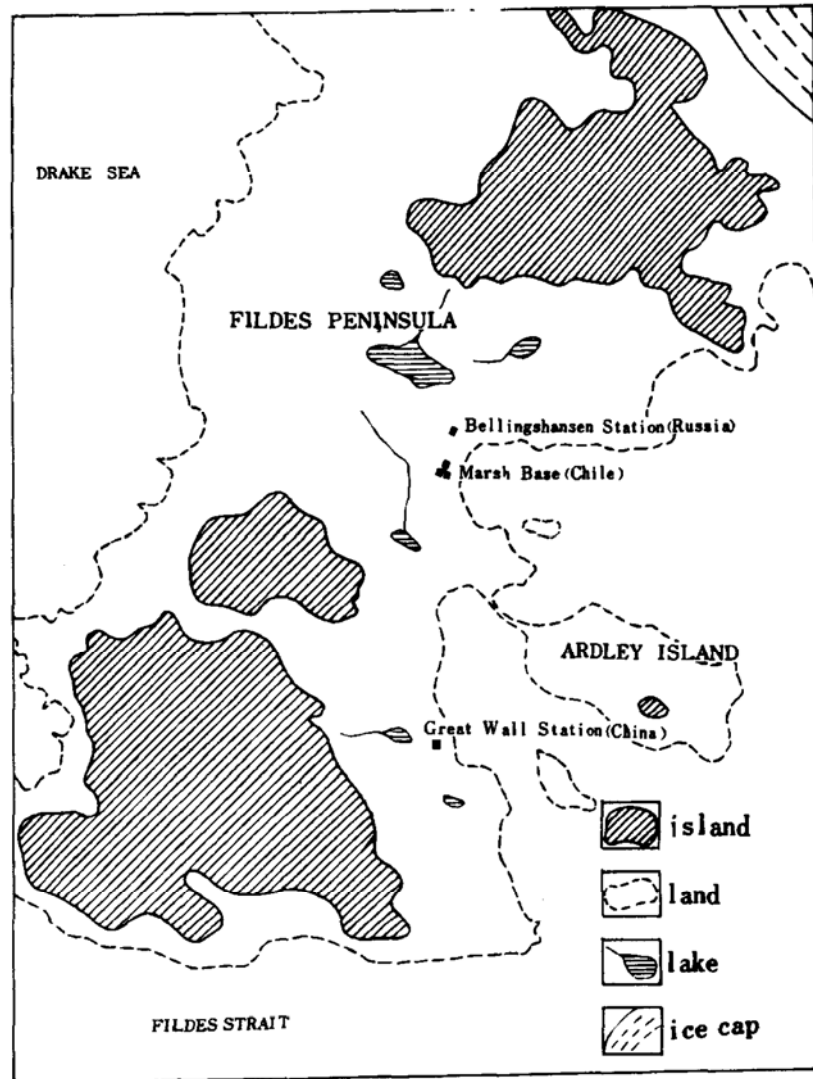 DRAKE SEA
FILDES PENINSULA
Bellingshansen Station(Russia)
Marsh Base(Chile)
ARDLEY ISLAND
Great Wall Station(China)
island
land
lake
ice cap
FILDES STRAIT